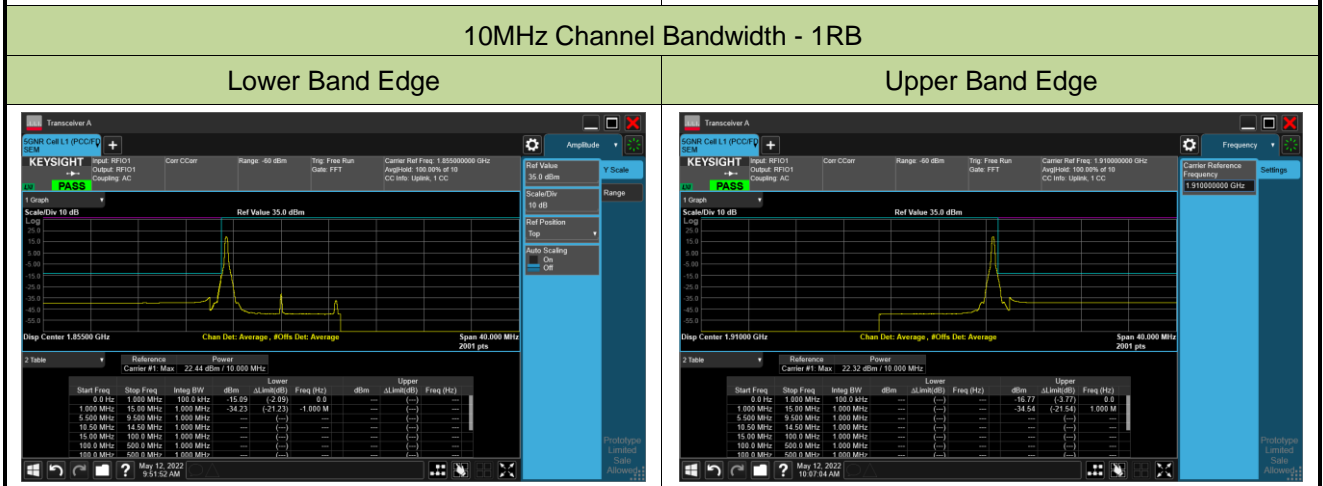 10MHz Channel Bandwidth - 1RB
Lower Band Edge
Upper Band Edge
Transceiver A
5GNR Cell L1 (PCC/F
SEM
+
Amplitude
KEYSIGHT Input: RFIO1 Corr CCorr Range: -60 dBm Trig: Free Run Carrier Ref Freq: 1.855000000 GHz
Output: RFIO1 Gate: FFT Avg|Hold: 100.00% of 10
Coupling: AC CC Info: Uplink, 1 CC
PASS
Ref Value
35.0 dBm
Y Scale
Scale/Div
10 dB
Range
Ref Position
Top
Auto Scaling
On
Off
1 Graph
Scale/Div 10 dB Ref Value 35.0 dBm
Log
25.0
15.0
5.00
-5.00
-15.0
-25.0
-35.0
-45.0
-55.0
Disp Center 1.85500 GHz Chan Det: Average, #Offs Det: Average Span 40.000 MHz
2001 pts
2 Table Reference Power
Carrier #1: Max 22.44 dBm / 10.000 MHz
Lower Upper
Start Freq Stop Freq Integ BW dBm ΔLimit(dB) Freq (Hz) dBm ΔLimit(dB) Freq (Hz)
0.0 Hz 1.000 MHz 100.0 kHz -15.09 (-2.09) 0.0 --- (---) ---
1.000 MHz 15.00 MHz 1.000 MHz -34.23 (-21.23) -1.000 M --- (---) ---
5.500 MHz 9.500 MHz 1.000 MHz --- (---) --- --- (---) ---
10.50 MHz 14.50 MHz 1.000 MHz --- (---) --- --- (---) ---
15.00 MHz 100.0 MHz 1.000 MHz --- (---) --- --- (---) ---
100.0 MHz 500.0 MHz 1.000 MHz --- (---) --- --- (---) ---
100.0 MHz 500.0 MHz 1.000 MHz --- (---) --- --- (---) ---
Prototype
Limited
Sale
Allowed
? May 12, 2022
9:51:52 AM
Transceiver A
5GNR Cell L1 (PCC/F
SEM
+
Frequency
KEYSIGHT Input: RFIO1 Corr CCorr Range: -60 dBm Trig: Free Run Carrier Ref Freq: 1.910000000 GHz
Output: RFIO1 Gate: FFT Avg|Hold: 100.00% of 10
Coupling: AC CC Info: Uplink, 1 CC
PASS
Carrier Reference
Frequency
1.910000000 GHz
Settings
1 Graph
Scale/Div 10 dB Ref Value 35.0 dBm
Log
25.0
15.0
5.00
-5.00
-15.0
-25.0
-35.0
-45.0
-55.0
Disp Center 1.91000 GHz Chan Det: Average, #Offs Det: Average Span 40.000 MHz
2001 pts
2 Table Reference Power
Carrier #1: Max 22.32 dBm / 10.000 MHz
Lower Upper
Start Freq Stop Freq Integ BW dBm ΔLimit(dB) Freq (Hz) dBm ΔLimit(dB) Freq (Hz)
0.0 Hz 1.000 MHz 100.0 kHz --- (---) --- -16.77 (-3.77) 0.0
1.000 MHz 15.00 MHz 1.000 MHz --- (---) --- -34.54 (-21.54) 1.000 M
5.500 MHz 9.500 MHz 1.000 MHz --- (---) --- --- (---) ---
10.50 MHz 14.50 MHz 1.000 MHz --- (---) --- --- (---) ---
15.00 MHz 100.0 MHz 1.000 MHz --- (---) --- --- (---) ---
100.0 MHz 500.0 MHz 1.000 MHz --- (---) --- --- (---) ---
100.0 MHz 500.0 MHz 1.000 MHz --- (---) --- --- (---) ---
Prototype
Limited
Sale
Allowed
? May 12, 2022
10:07:04 AM